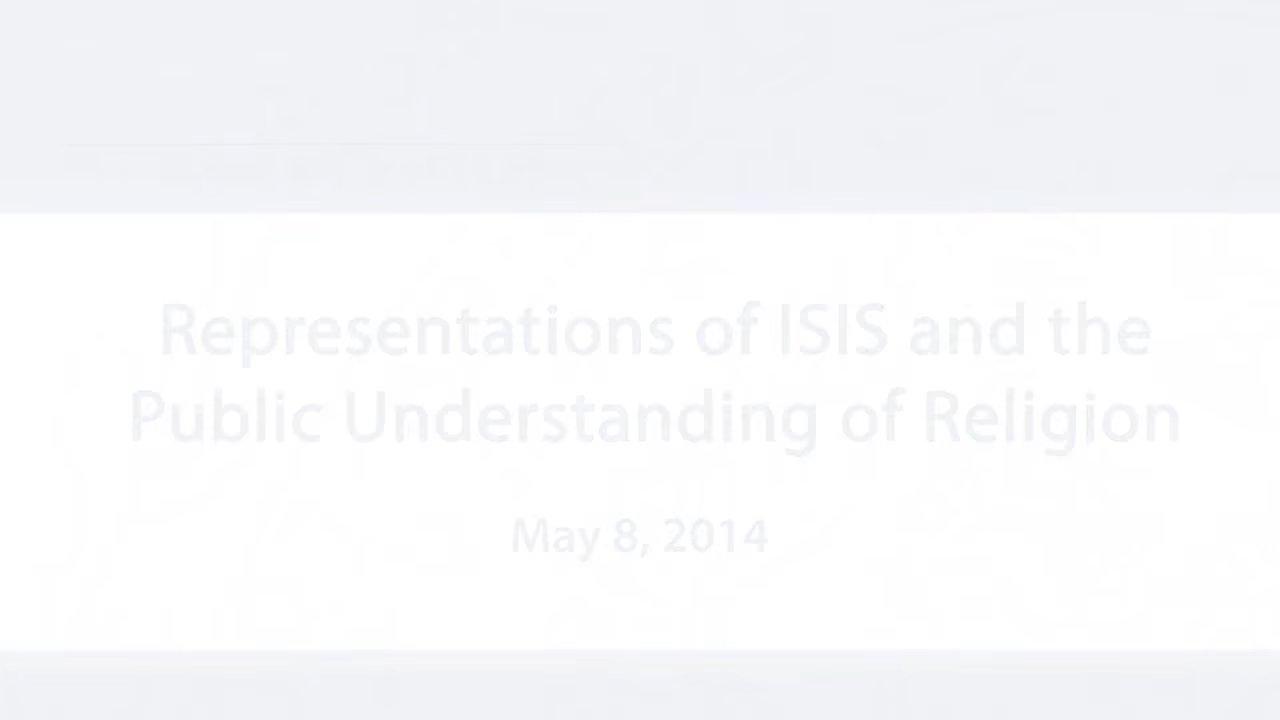 Representations of ISIS and the
Public Understanding of Religion
May 8, 2014